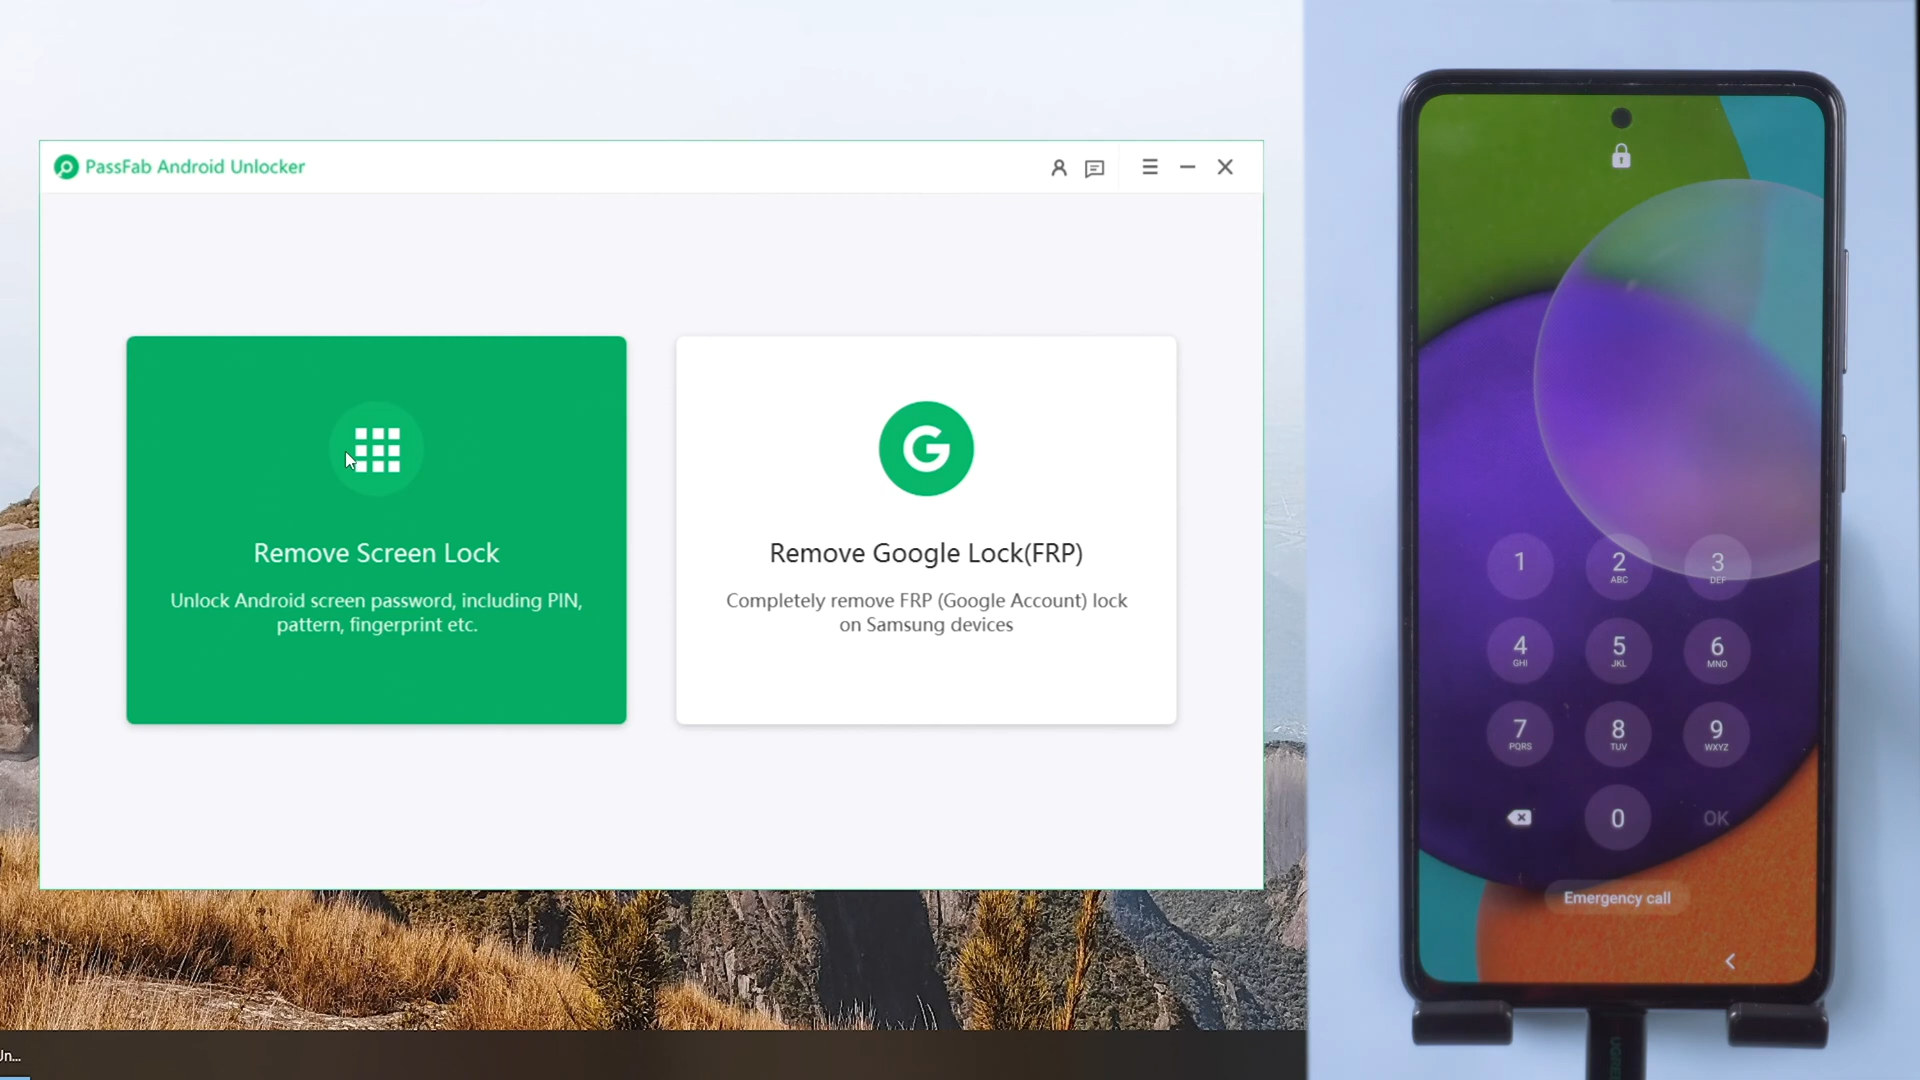 PassFab Android Unlocker
Remove Screen Lock
Unlock Android screen password, including PIN,
pattern, fingerprint etc.
G
Remove Google Lock(FRP)
Completely remove FRP (Google Account) lock
on Samsung devices
Un...
1
2
ABC
3
DEF
4
GHI
5
JKL
6
MNO
7
PQRS
8
TUV
9
WXYZ
0
OK
Emergency call